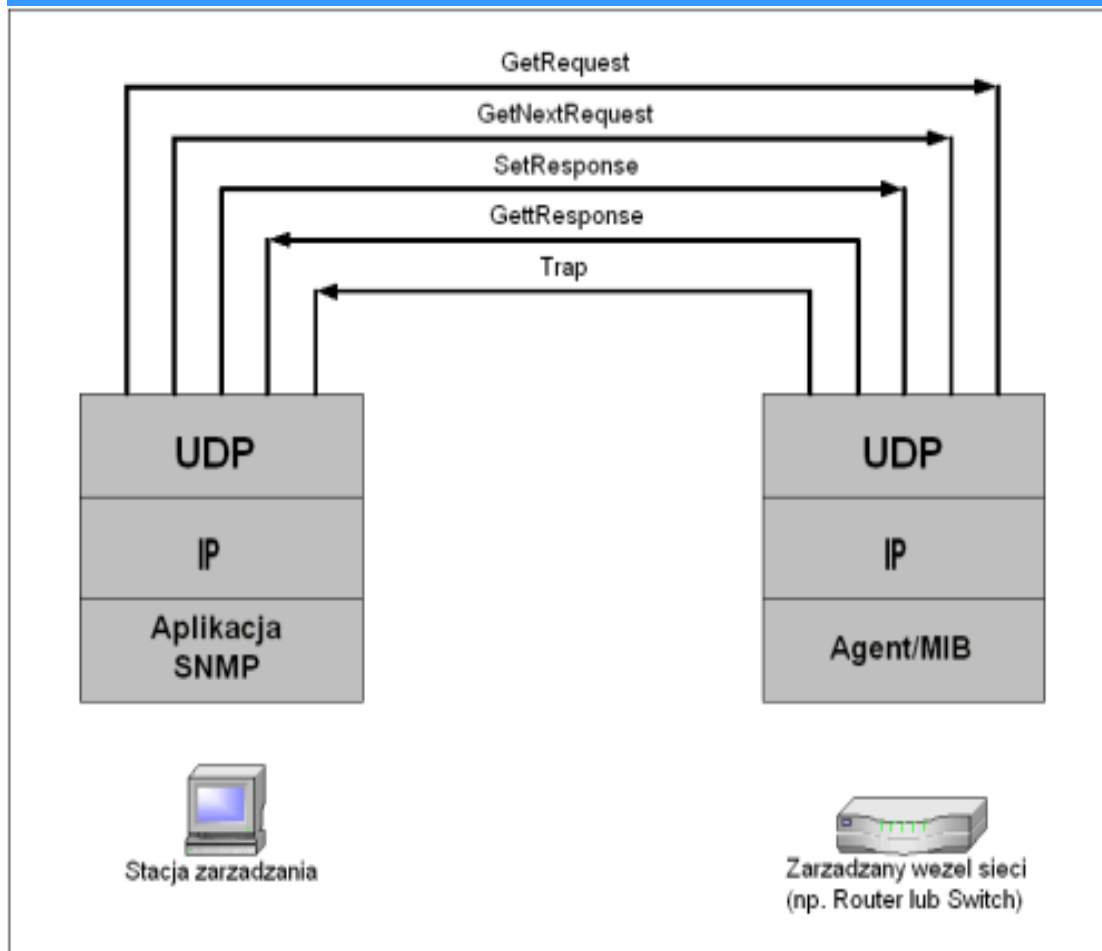 GetRequest
GetNextRequest
SetResponse
GettResponse
Trap
UDP
IP
Aplikacja
SNMP
UDP
IP
Agent/MIB
Stacja zarzadzania
Zarzadzany wezel sieci
(np. Router lub Switch)